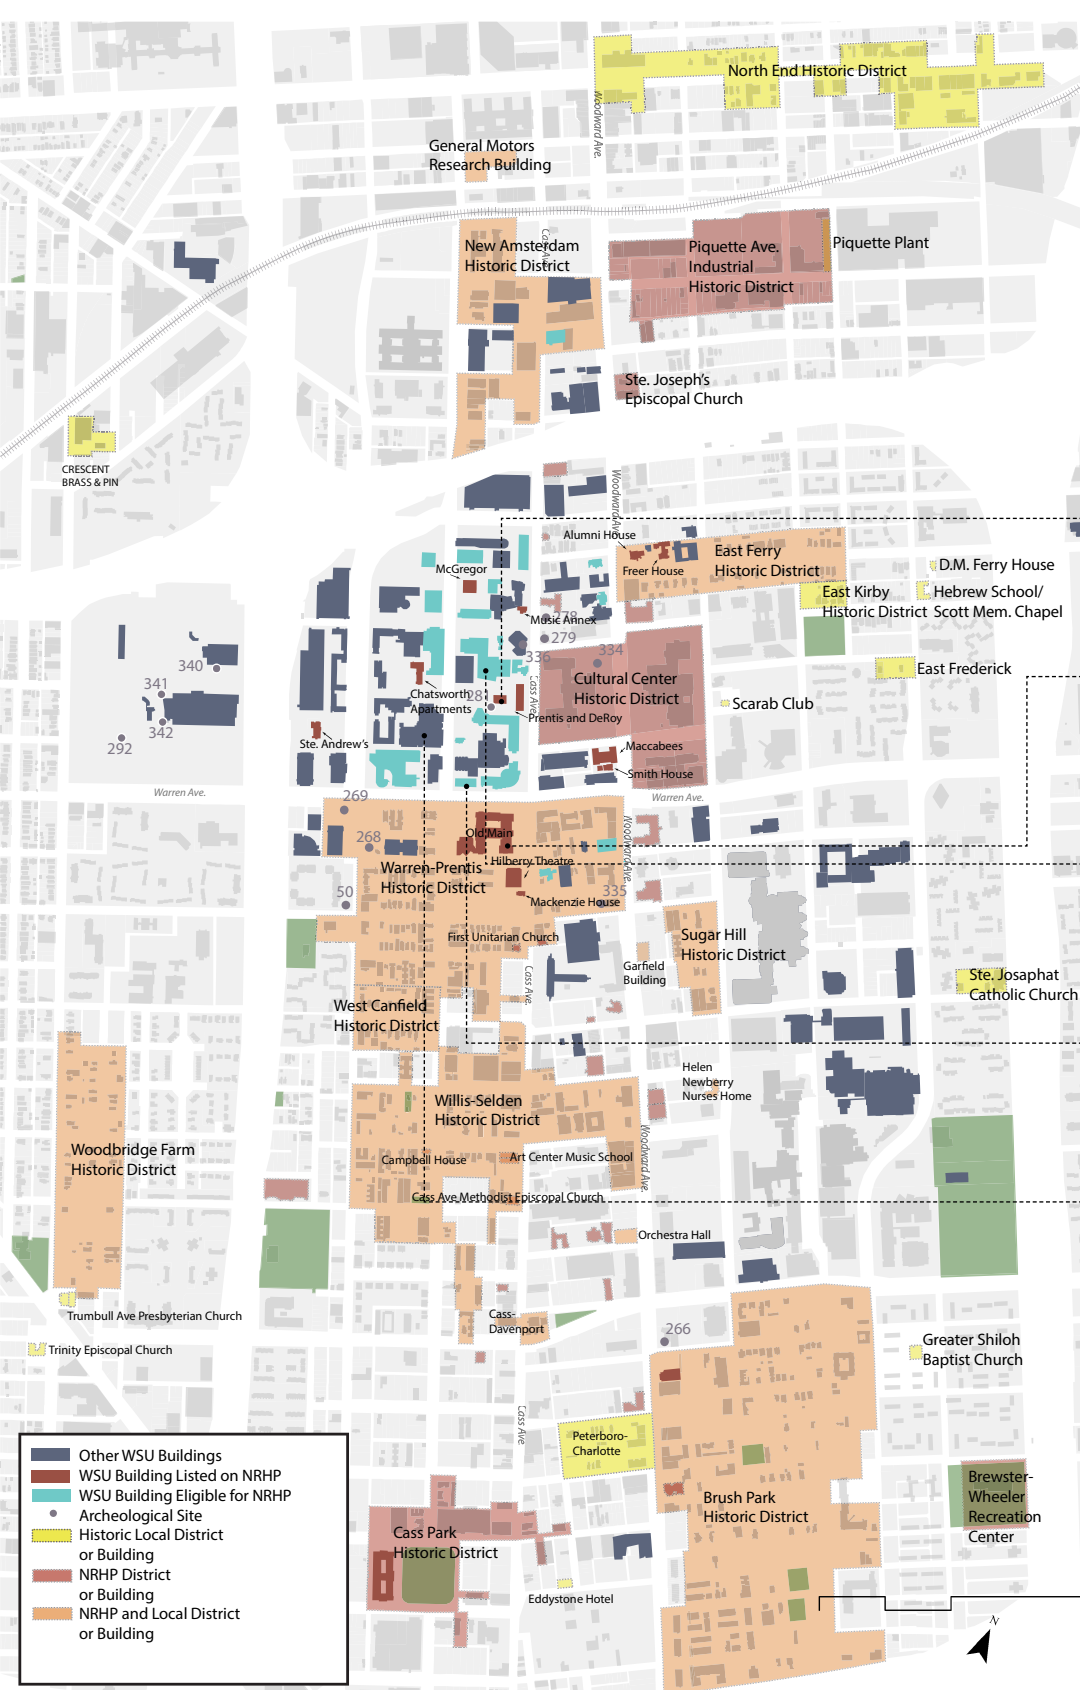 North End Historic District
Woodward Ave.
General Motors
Research Building
New Amsterdam
Historic District
Cass Ave.
Piquette Ave.
Industrial
Historic District
Piquette Plant
Ste. Joseph's
Episcopal Church
CRESCENT
BRASS & PIN
Woodward Ave.
Alumni House
Freer House
East Ferry
Historic District
McGregor
D.M. Ferry House
East Kirby
Historic District
Hebrew School/
Scott Mem. Chapel
278
Music Annex
279
336
334
340
341
342
292
East Frederick
Cultural Center
Historic District
Chatsworth
Apartments
28
Cass Ave.
Prentis and DeRoy
Scarab Club
Ste. Andrew's
Maccabees
Smith House
Warren Ave.
Warren Ave.
269
268
Old Main
Woodward Ave.
Hilberry Theatre
Warren-Prentis
Historic District
50
335
Mackenzie House
First Unitarian Church
Sugar Hill
Historic District
Garfield
Building
Cass Ave.
Ste. Josaphat
Catholic Church
West Canfield
Historic District
Helen
Newberry
Nurses Home
Willis-Selden
Historic District
Woodward Ave.
Woodbridge Farm
Historic District
Campbell House
Art Center Music School
Cass Ave Methodist Episcopal Church
Orchestra Hall
Trumbull Ave Presbyterian Church
Cass-
Davenport
266
Trinity Episcopal Church
Greater Shiloh
Baptist Church
Cass Ave
Peterboro-
Charlotte
Brush Park
Historic District
Brewster-
Wheeler
Recreation
Center
Cass Park
Historic District
Eddystone Hotel
Other WSU Buildings
WSU Building Listed on NRHP
WSU Building Eligible for NRHP
Archeological Site
Historic Local District
or Building
NRHP District
or Building
NRHP and Local District
or Building
N